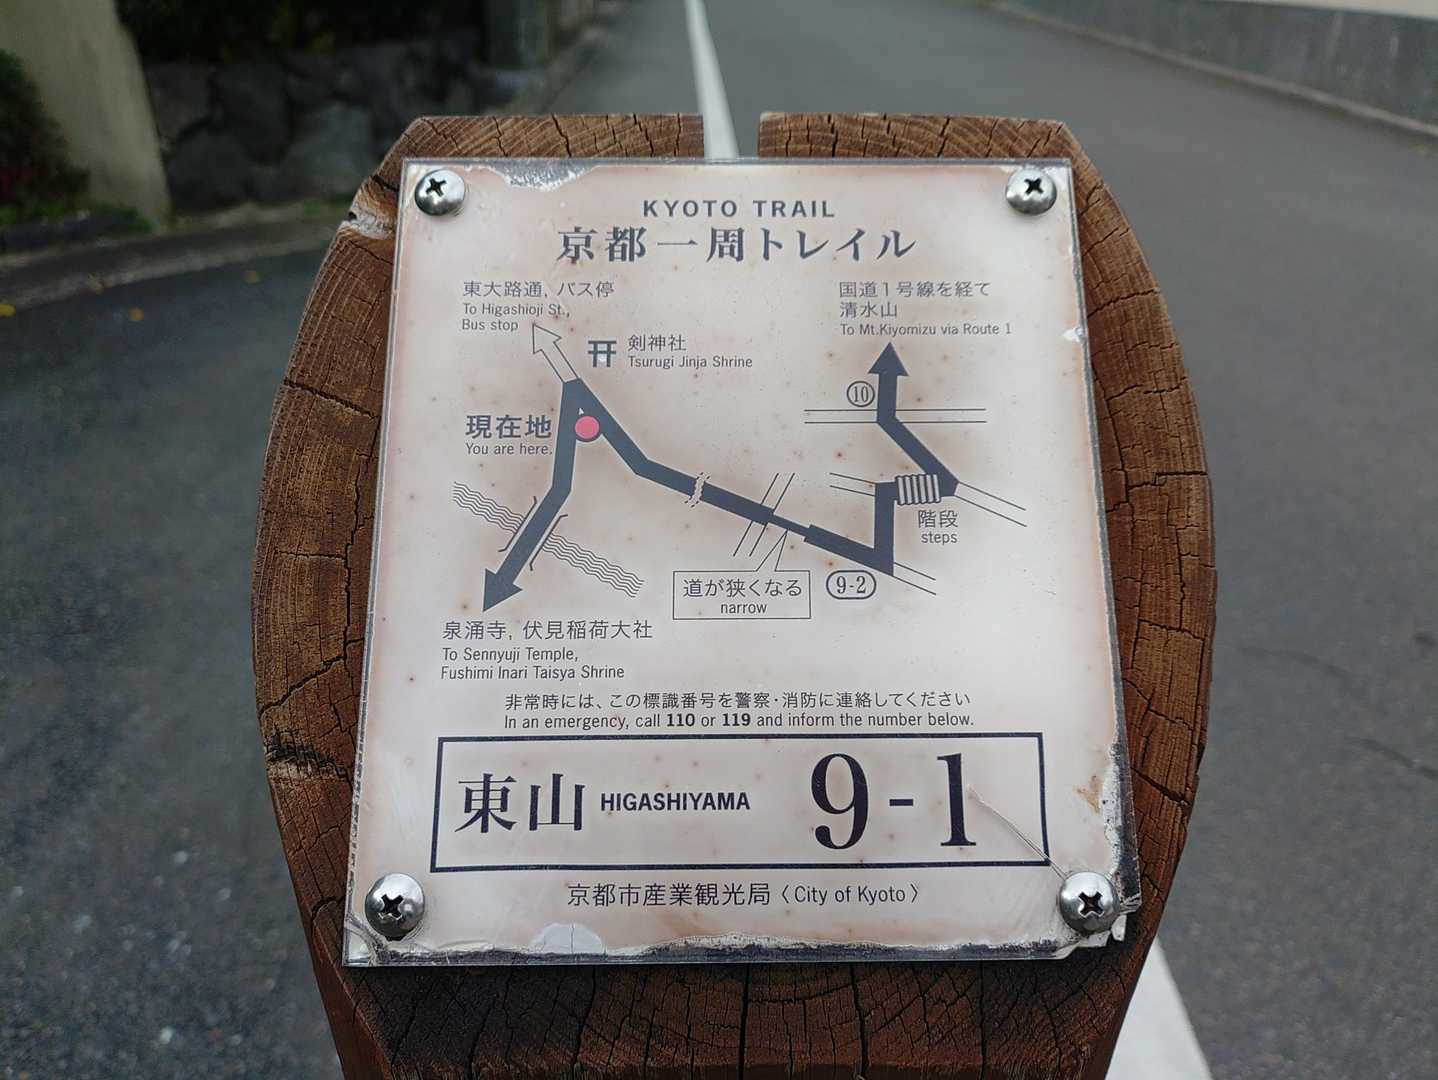 KYOTO TRAIL
京都一周トレイル
東大路通, バス停
To Higashioji St.,
Bus stop
国道1号線を経て
清水山
To Mt.Kiyomizu via Route 1
剣神社
Tsurugi Jinja Shrine
⑩
現在地
You are here.
階段
steps
道が狭くなる
narrow
9-2
泉涌寺, 伏見稲荷大社
To Sennyuji Temple,
Fushimi Inari Taisya Shrine
非常時には、この標識番号を警察・消防に連絡してください
In an emergency, call 110 or 119 and inform the number below.
東山 HIGASHIYAMA 9-1
京都市産業観光局〈City of Kyoto〉